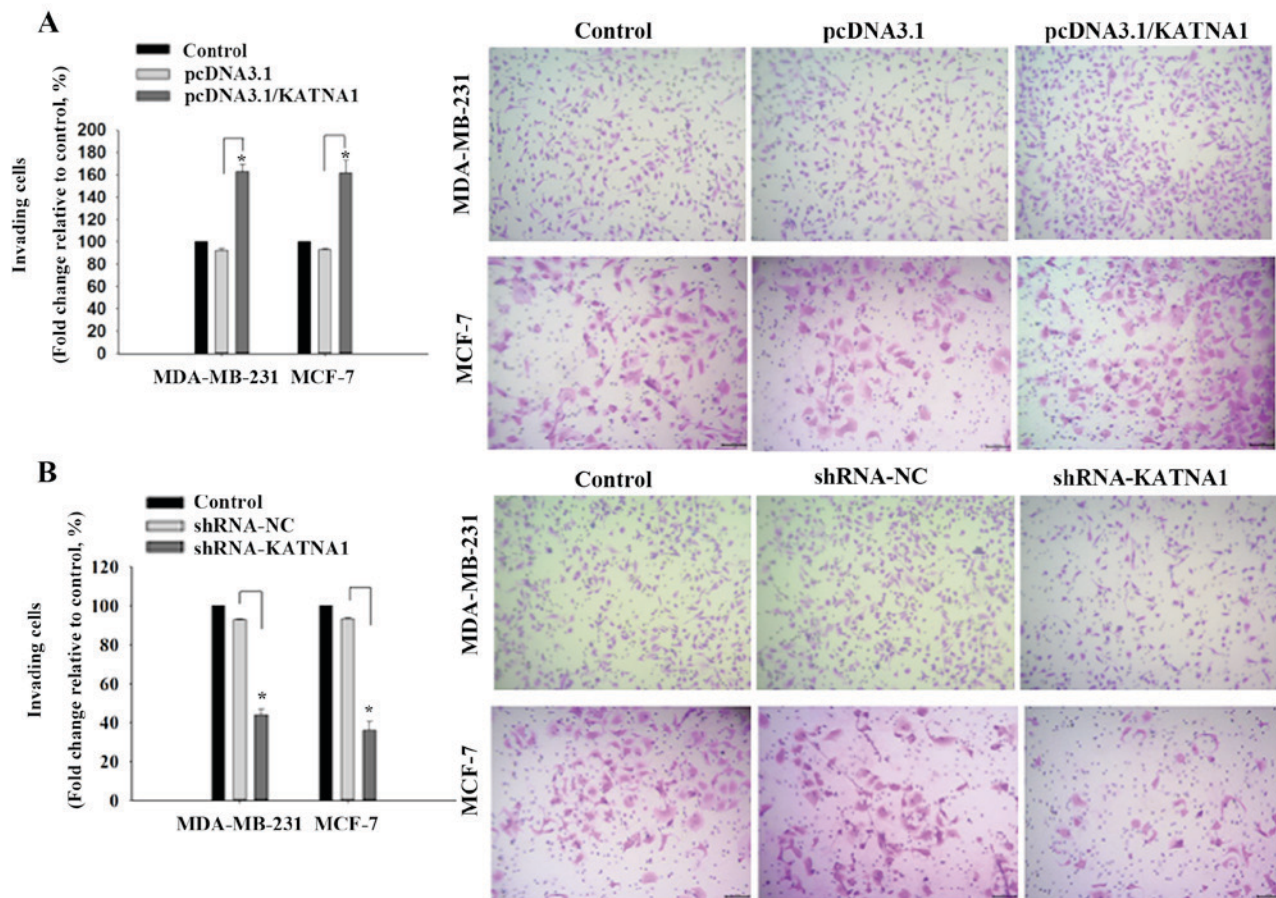 A
Control
pcDNA3.1
pcDNA3.1/KATNA1
Invading cells
(Fold change relative to control, %)
200
180
160
140
120
100
80
60
40
20
0
*
*
MDA-MB-231 MCF-7
Control pcDNA3.1 pcDNA3.1/KATNA1
MDA-MB-231
MCF-7
B
Control
shRNA-NC
shRNA-KATNA1
Invading cells
(Fold change relative to control, %)
120
100
80
60
40
20
0
*
*
MDA-MB-231 MCF-7
Control shRNA-NC shRNA-KATNA1
MDA-MB-231
MCF-7